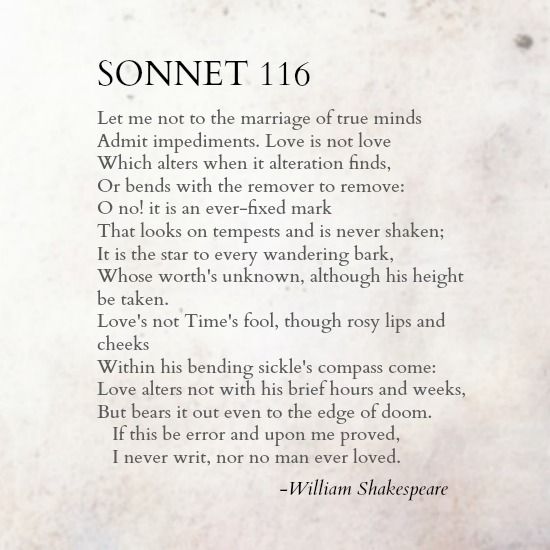 SONNET 116
Let me not to the marriage of true minds
Admit impediments. Love is not love
Which alters when it alteration finds,
Or bends with the remover to remove:
O no! it is an ever-fixed mark
That looks on tempests and is never shaken;
It is the star to every wandering bark,
Whose worth's unknown, although his height
be taken.
Love's not Time's fool, though rosy lips and
cheeks
Within his bending sickle's compass come:
Love alters not with his brief hours and weeks,
But bears it out even to the edge of doom.
If this be error and upon me proved,
I never writ, nor no man ever loved.
-William Shakespeare